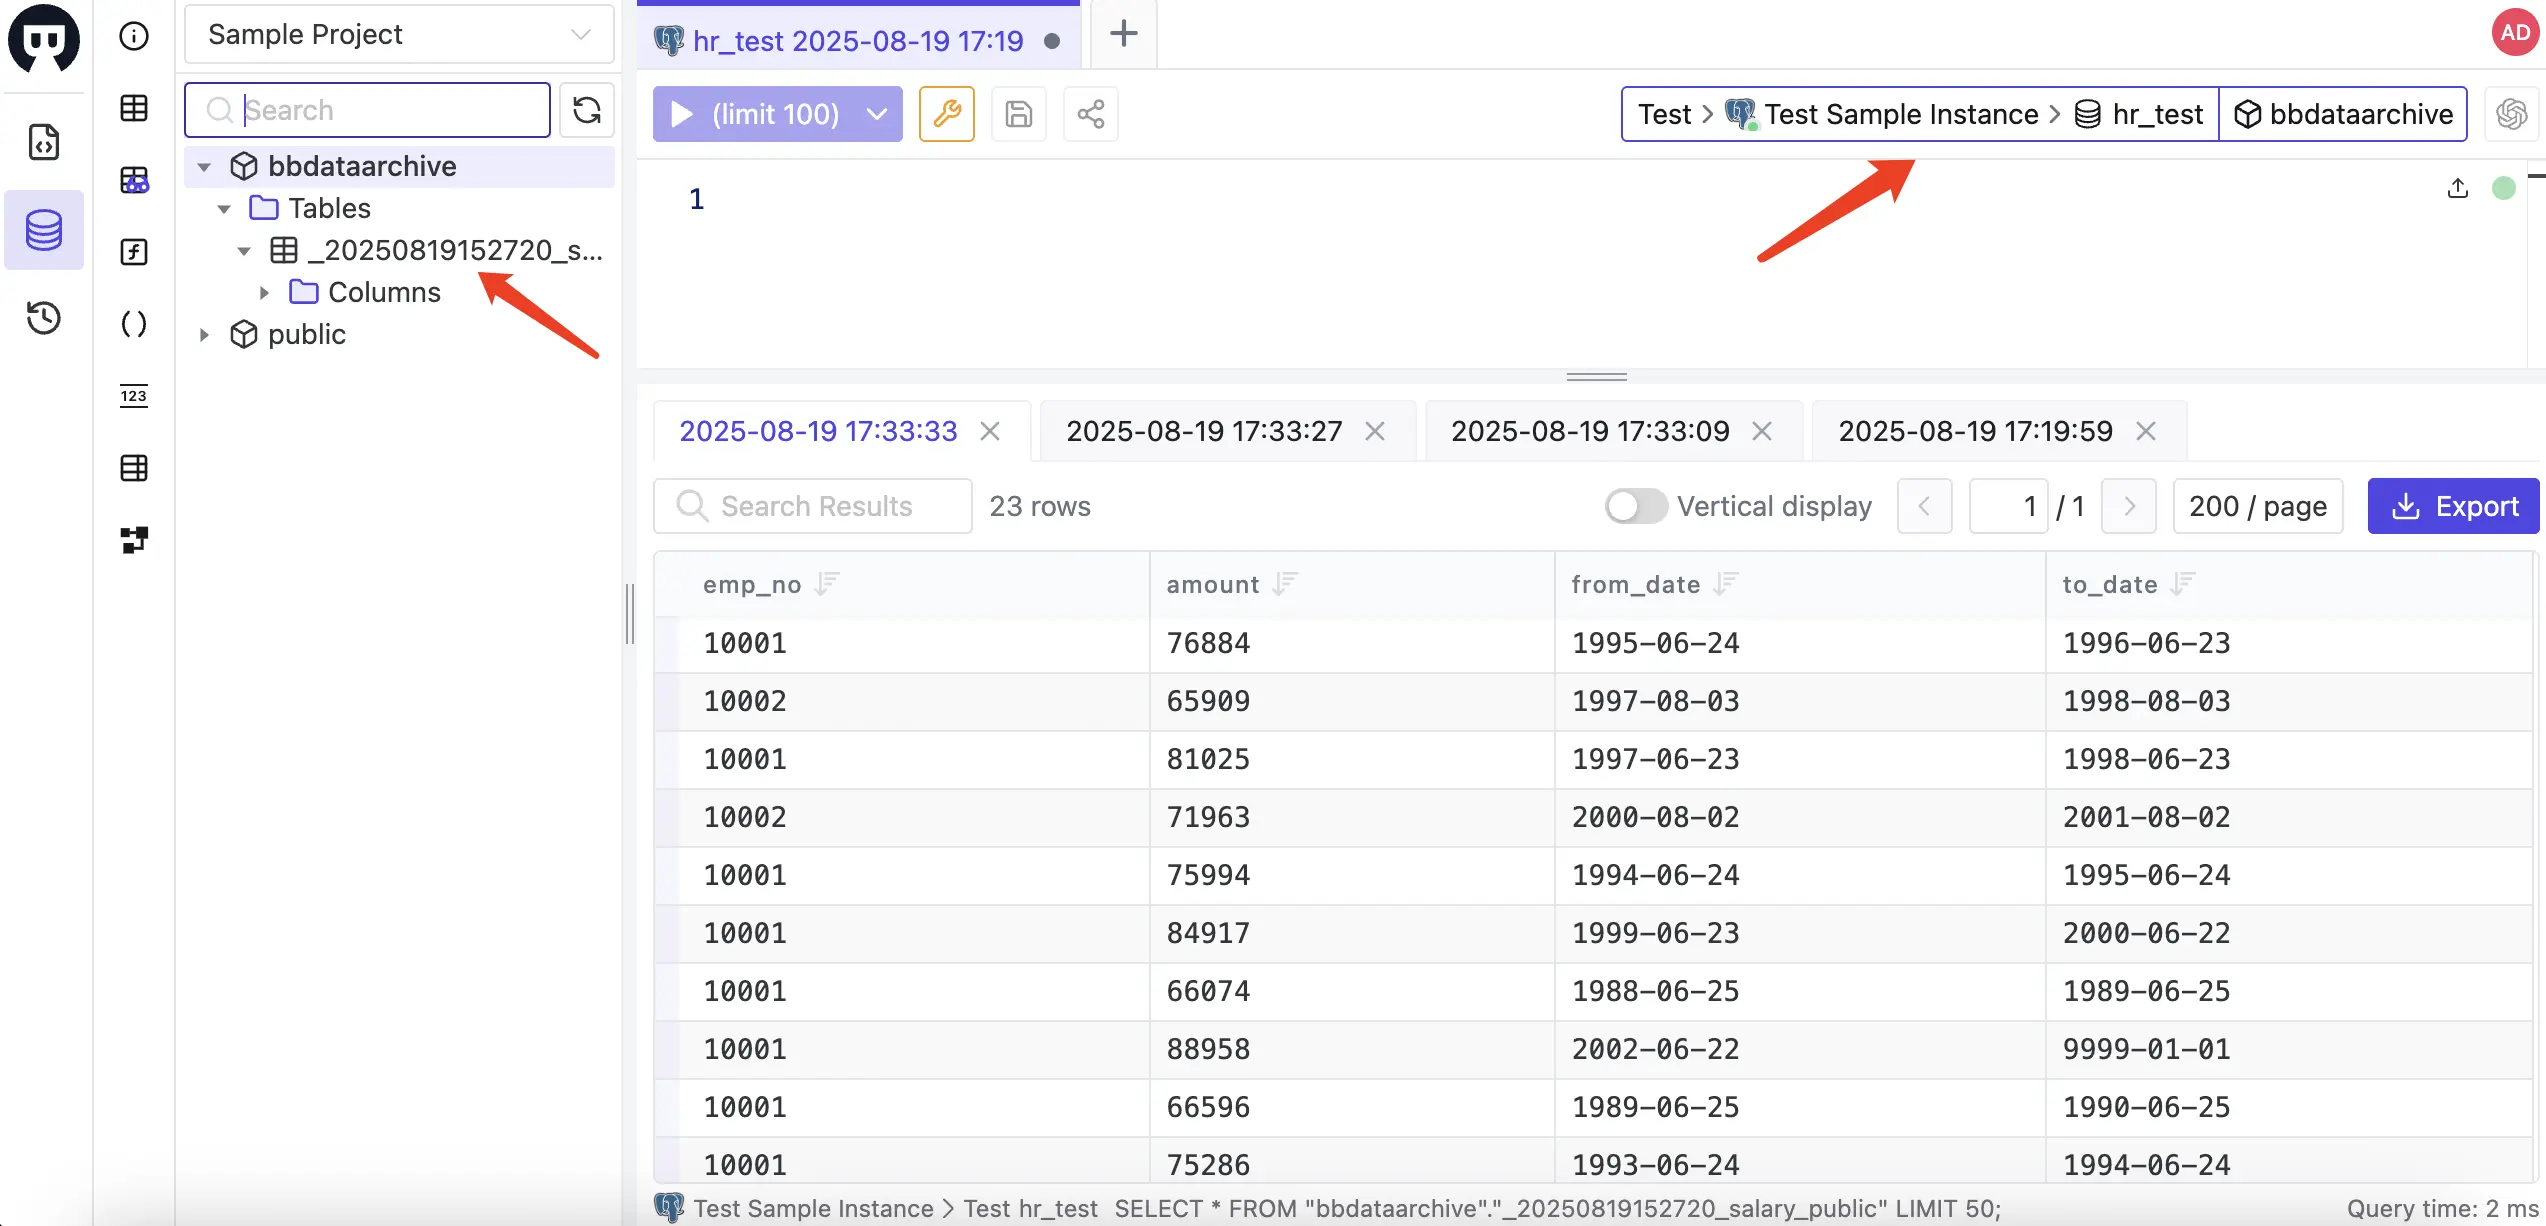 Sample Project
hr_test 2025-08-19 17:19
AD
Search
(limit 100)
Test > Test Sample Instance > hr_test bbdataarchive
bbdataarchive
Tables
_20250819152720_s...
Columns
public
123
1
2025-08-19 17:33:33
2025-08-19 17:33:27
2025-08-19 17:33:09
2025-08-19 17:19:59
Search Results
23 rows
Vertical display
1 / 1
200 / page
Export
emp_no amount from_date to_date
10001 76884 1995-06-24 1996-06-23
10002 65909 1997-08-03 1998-08-03
10001 81025 1997-06-23 1998-06-23
10002 71963 2000-08-02 2001-08-02
10001 75994 1994-06-24 1995-06-24
10001 84917 1999-06-23 2000-06-22
10001 66074 1988-06-25 1989-06-25
10001 88958 2002-06-22 9999-01-01
10001 66596 1989-06-25 1990-06-25
10001 75286 1993-06-24 1994-06-24
Test Sample Instance > Test hr_test SELECT * FROM "bbdataarchive"."_20250819152720_salary_public" LIMIT 50;
Query time: 2 ms